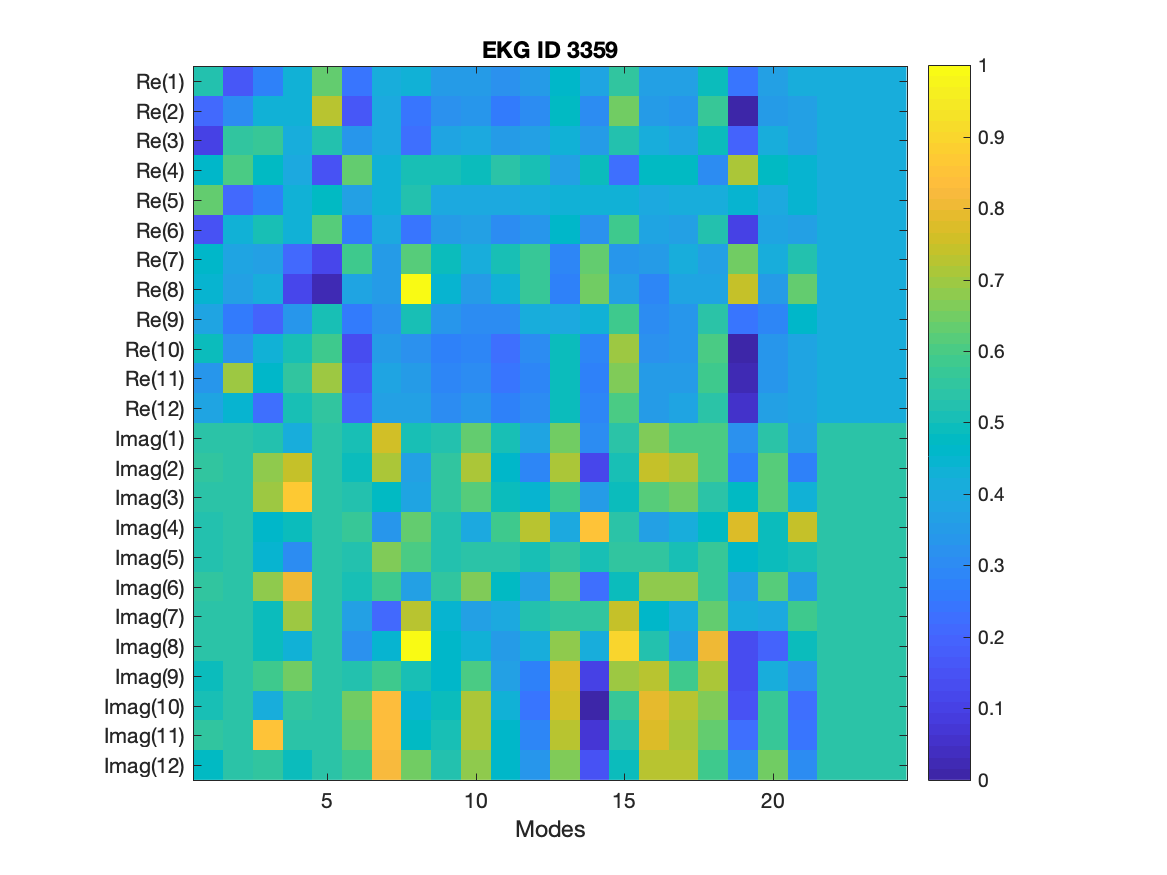 EKG ID 3359
Re(1)
Re(2)
Re(3)
Re(4)
Re(5)
Re(6)
Re(7)
Re(8)
Re(9)
Re(10)
Re(11)
Re(12)
Imag(1)
Imag(2)
Imag(3)
Imag(4)
Imag(5)
Imag(6)
Imag(7)
Imag(8)
Imag(9)
Imag(10)
Imag(11)
Imag(12)
5 10 15 20
Modes
1
0.9
0.8
0.7
0.6
0.5
0.4
0.3
0.2
0.1
0